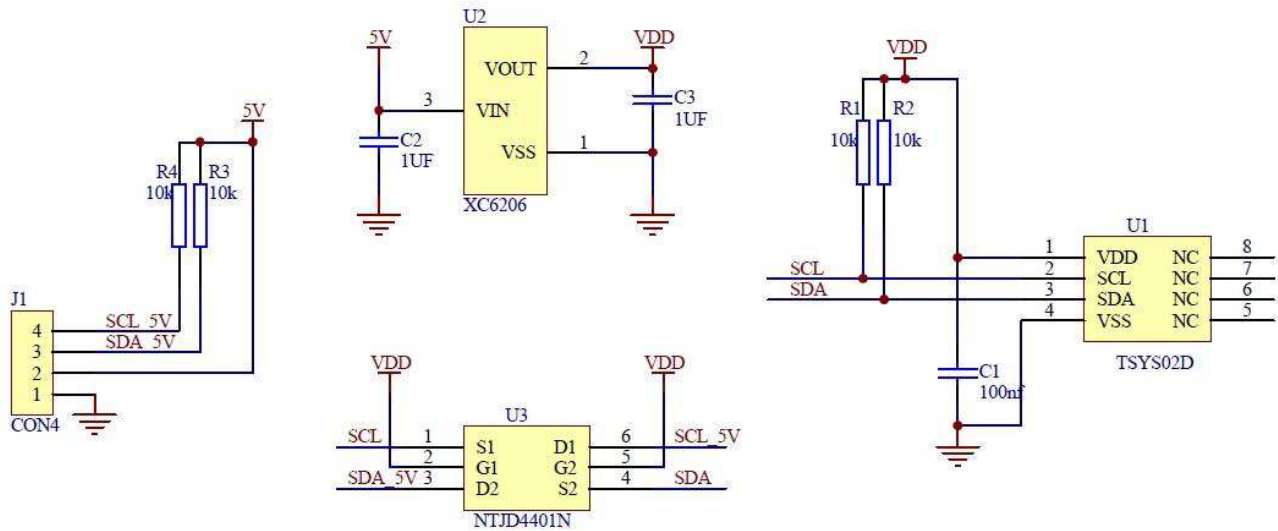 5V
R4
10k
R3
10k
J1
4
3
2
1
SCL_5V
SDA_5V
CON4
U2
5V
VDD
VOUT
2
3
VIN
C3
1UF
C2
1UF
VSS
1
XC6206
VDD
VDD
U3
SCL
1
S1
D1
6
SCL_5V
2
G1
G2
5
SDA_5V
3
D2
S2
4
SDA
NTJD4401N
VDD
R1
10k
R2
10k
U1
1
VDD
NC
8
SCL
2
SCL
NC
7
SDA
3
SDA
NC
6
4
VSS
NC
5
TSYS02D
C1
100nf